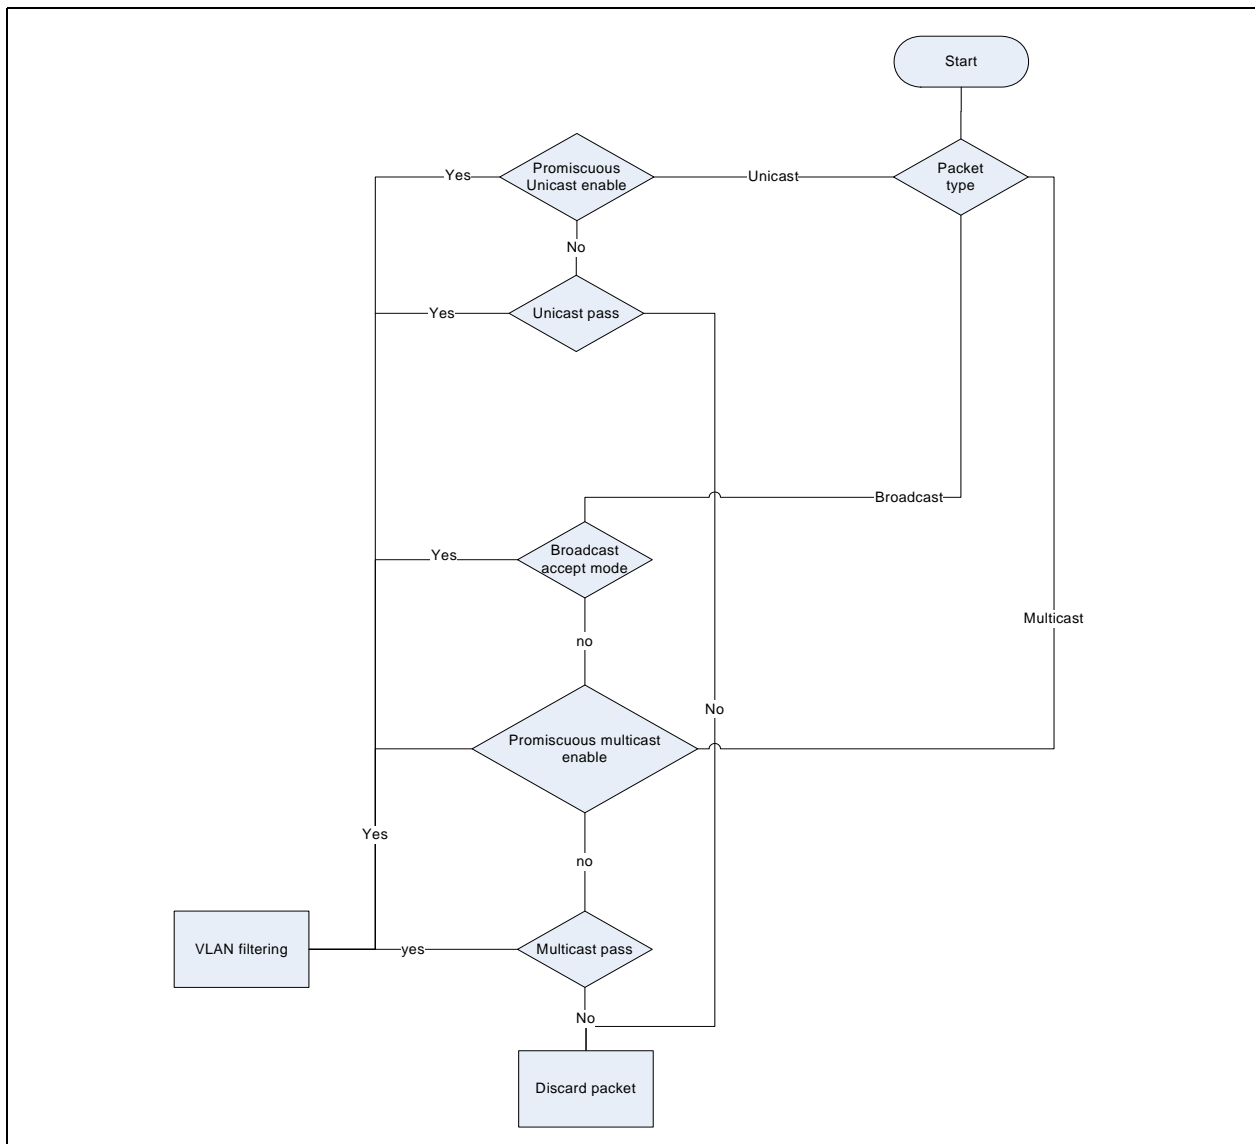 Start
Packet
type
Unicast
Promiscuous
Unicast enable
Yes
No
Unicast pass
Yes
Broadcast
Broadcast
accept mode
Yes
no
Multicast
No
Promiscuous multicast
enable
Yes
no
VLAN filtering
yes
Multicast pass
No
Discard packet